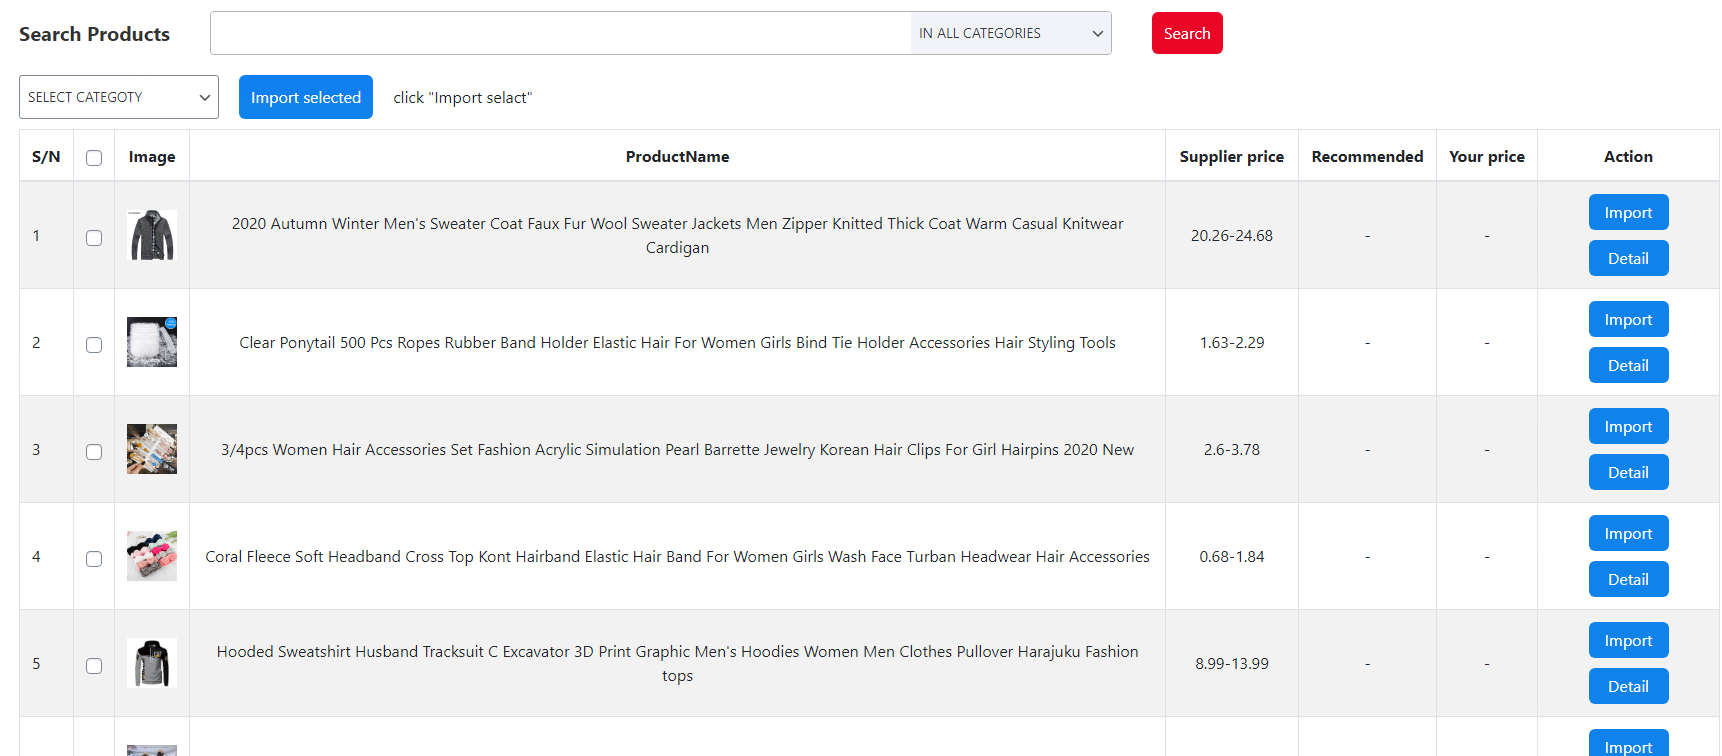 Search Products
IN ALL CATEGORIES
Search
SELECT CATEGOTY
Import selected
click "Import selact"
S/N
Image
ProductName
Supplier price
Recommended
Your price
Action
1
2020 Autumn Winter Men's Sweater Coat Faux Fur Wool Sweater Jackets Men Zipper Knitted Thick Coat Warm Casual Knitwear
Cardigan
20.26-24.68
-
-
Import
Detail
2
Clear Ponytail 500 Pcs Ropes Rubber Band Holder Elastic Hair For Women Girls Bind Tie Holder Accessories Hair Styling Tools
1.63-2.29
-
-
Import
Detail
3
3/4pcs Women Hair Accessories Set Fashion Acrylic Simulation Pearl Barrette Jewelry Korean Hair Clips For Girl Hairpins 2020 New
2.6-3.78
-
-
Import
Detail
4
Coral Fleece Soft Headband Cross Top Kont Hairband Elastic Hair Band For Women Girls Wash Face Turban Headwear Hair Accessories
0.68-1.84
-
-
Import
Detail
5
Hooded Sweatshirt Husband Tracksuit C Excavator 3D Print Graphic Men's Hoodies Women Men Clothes Pullover Harajuku Fashion
tops
8.99-13.99
-
-
Import
Detail
Import